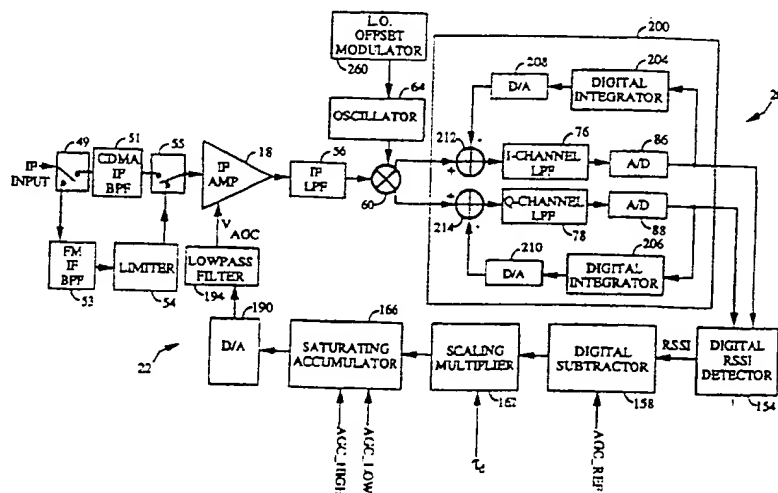 L.O.
OFFSET
MODULATOR
260
64
OSCILLATOR
200
208
D/A
204
DIGITAL
INTEGRATOR
49
51
55
18
56
212
-
+
76
86
IF
INPUT
CDMA
IF
BPF
IF
AMP
IF
LPF
60
I-CHANNEL
LPF
A/D
+
214
-
Q-CHANNEL
LPF
78
A/D
88
V
AGC
FM
IF
BPF
53
LIMITER
54
LOWPASS
FILTER
194
210
D/A
206
DIGITAL
INTEGRATOR
22
190
D/A
166
SATURATING
ACCUMULATOR
SCALING
MULTIPLIER
162
DIGITAL
SUBTRACTOR
158
RSSI
DIGITAL
RSSI
DETECTOR
154
AGC_HIGH
AGC_LOW
AGC_REF